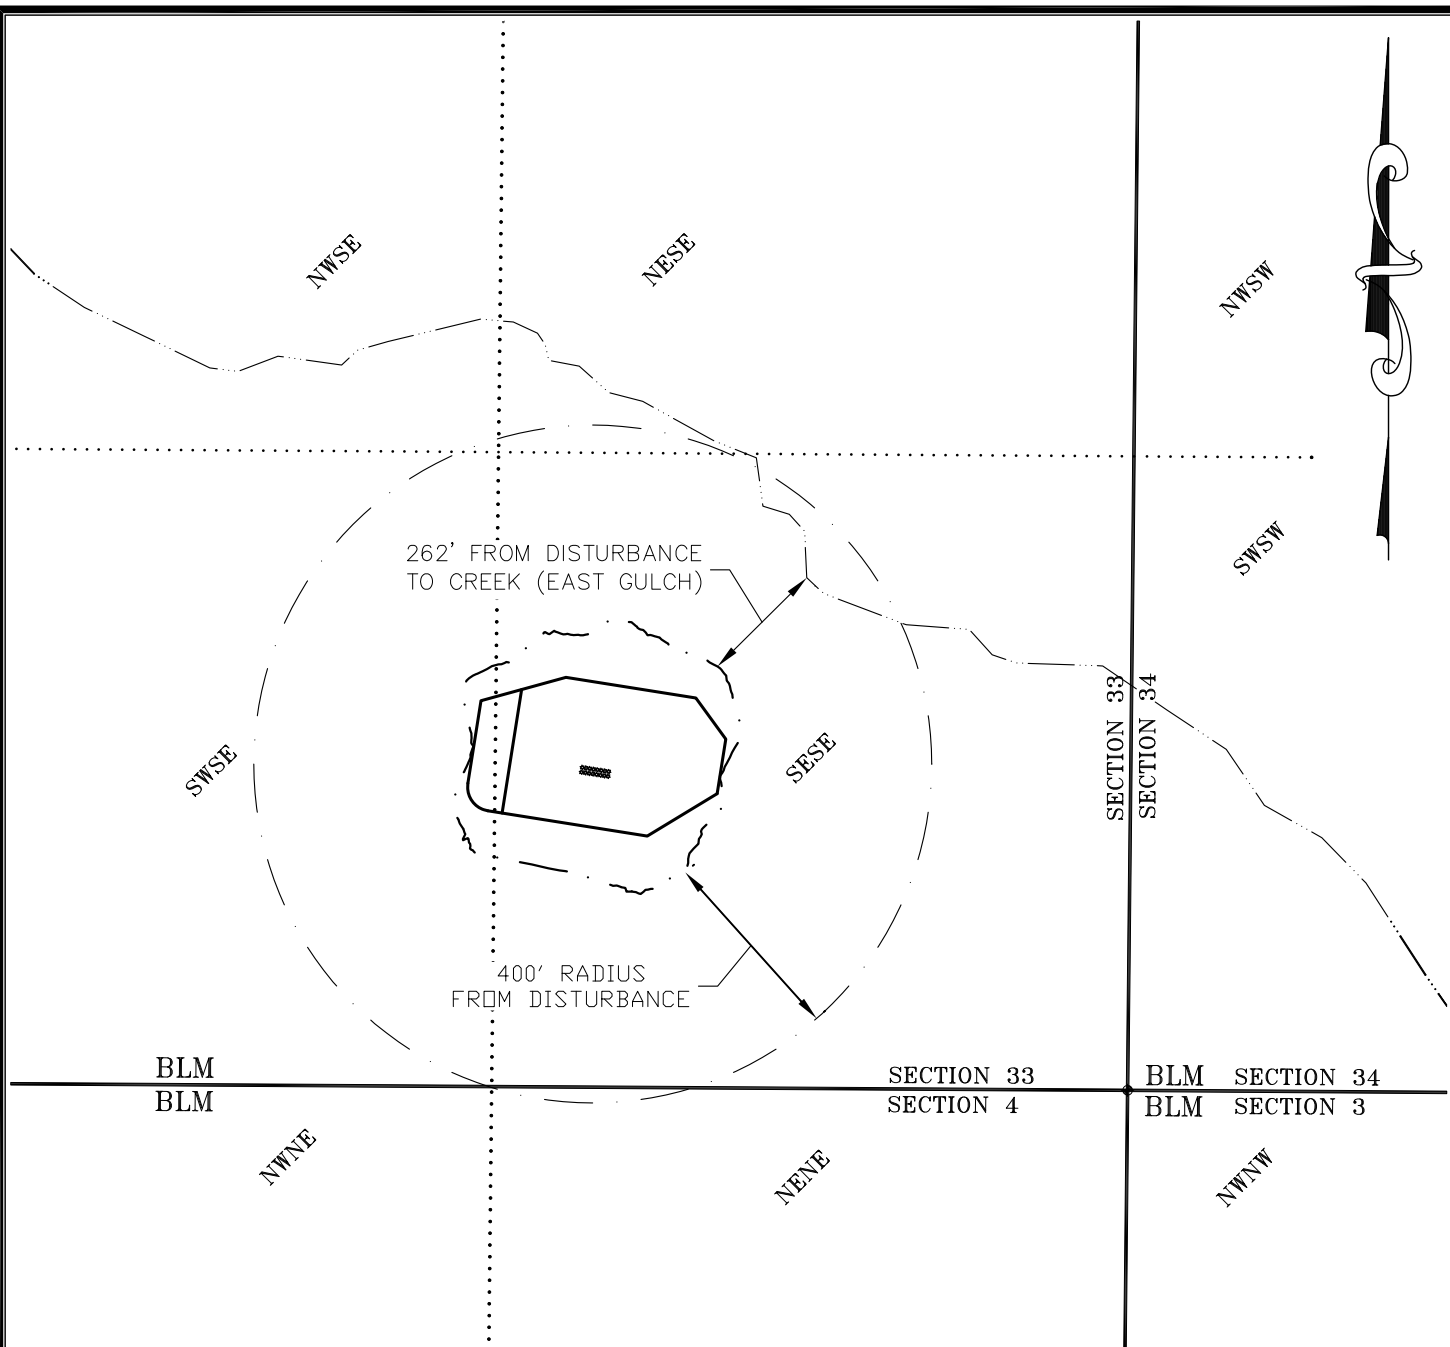 NWSE
NESE
NWSW
262' FROM DISTURBANCE
TO CREEK (EAST GULCH)
SWSW
SWSE
SESE
SECTION 33
SECTION 34
400' RADIUS
FROM DISTURBANCE
BLM
BLM
SECTION 33
SECTION 4
BLM SECTION 34
BLM SECTION 3
NWNE
NENE
NWNW